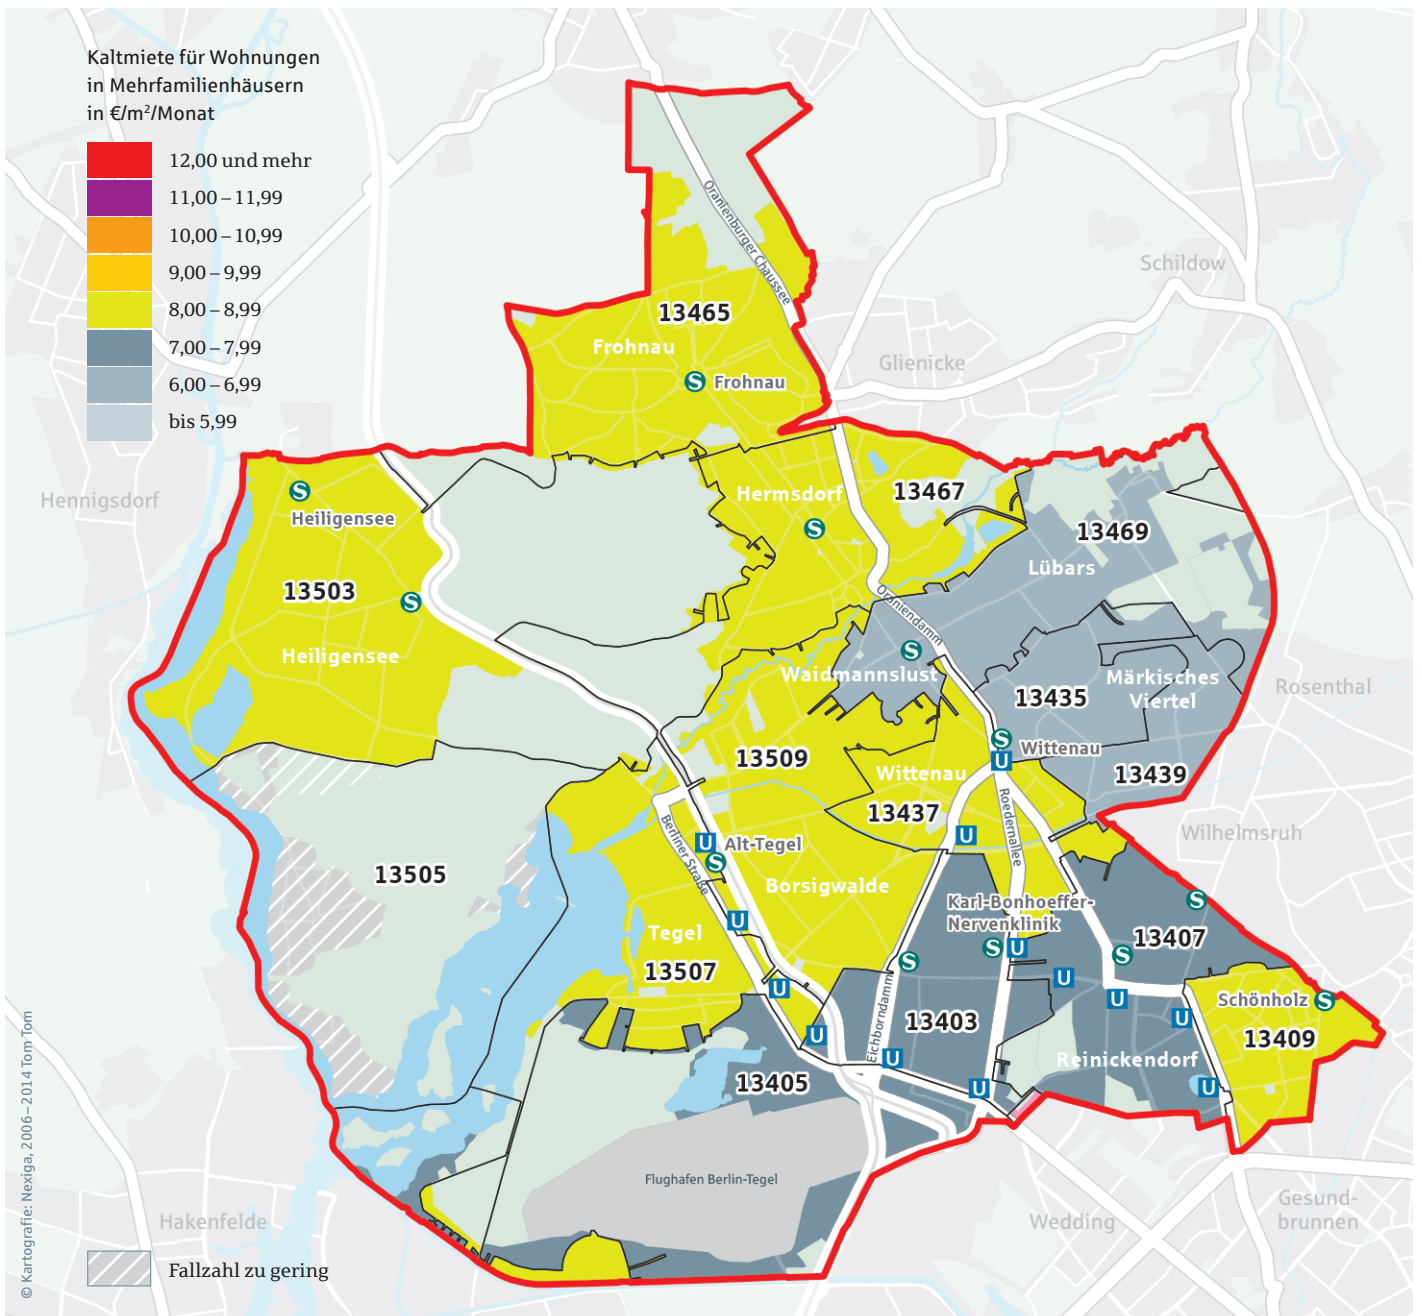 Kaltmiete für Wohnungen
in Mehrfamilienhäusern
in €/m²/Monat
12,00 und mehr
11,00 – 11,99
10,00 – 10,99
9,00 – 9,99
8,00 – 8,99
7,00 – 7,99
6,00 – 6,99
bis 5,99
Oranienburger Chaussee
Schildow
13465
Frohnau
S Frohnau
Glienicke
Hennigsdorf
S
Heiligensee
Hermsdorf
13467
S
13469
Lübars
13503
S
Heiligensee
Oraniendamm
S
Waidmannslust
13435
Märkisches
Viertel
Rosenthal
S
Wittenau
U
13509
Wittenau
13439
13437
Roedernallee
Wilhelmsruh
U
Berliner Straße
U
Alt-Tegel
S
13505
Borsigwalde
Karl-Bonhoeffer-
Nervenklinik
S
U
Tegel
13407
S
U
S
S
13507
U
U
U
Schönholz
S
U
Eichborndamm
13403
U
13409
U
Reinickendorf
13405
U
U
Flughafen Berlin-Tegel
Hakenfelde
Wedding
Gesund-
brunnen
Fallzahl zu gering
© Kartografie: Nexiga, 2006 – 2014 Tom Tom